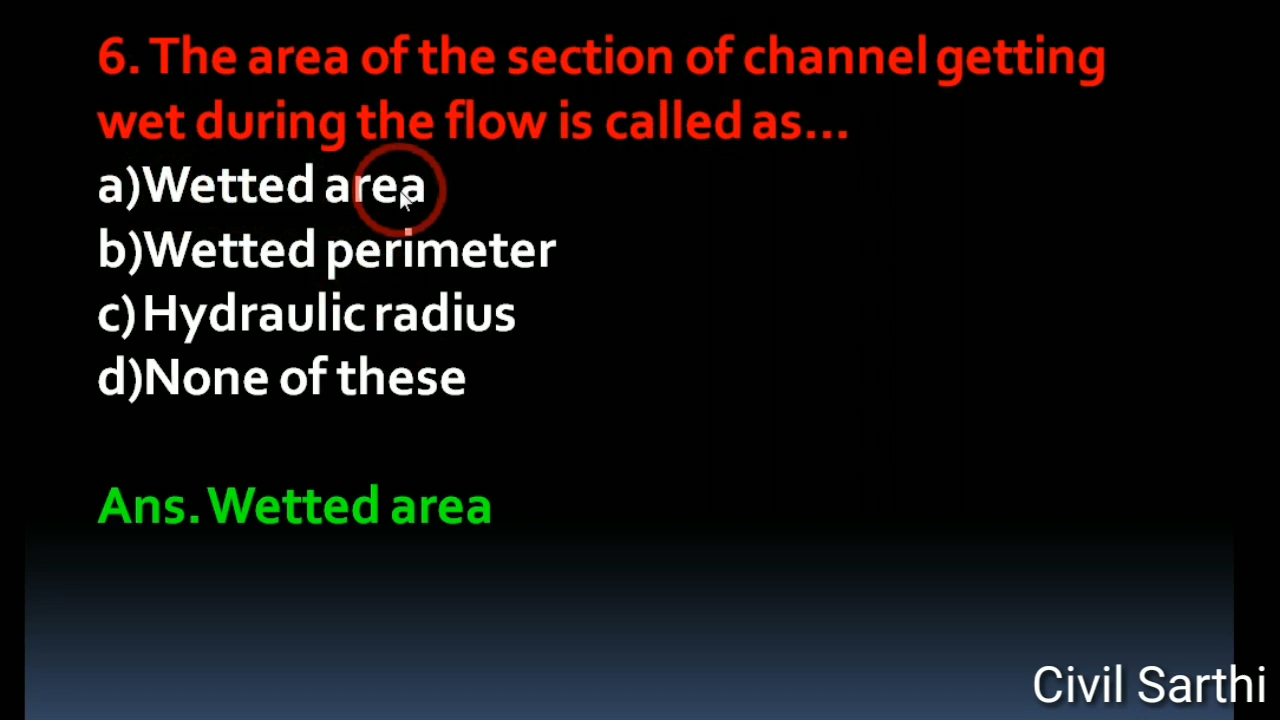 6. The area of the section of channel getting
wet during the flow is called as...
a)Wetted area
b)Wetted perimeter
c)Hydraulic radius
d)None of these
Ans. Wetted area
Civil Sarthi